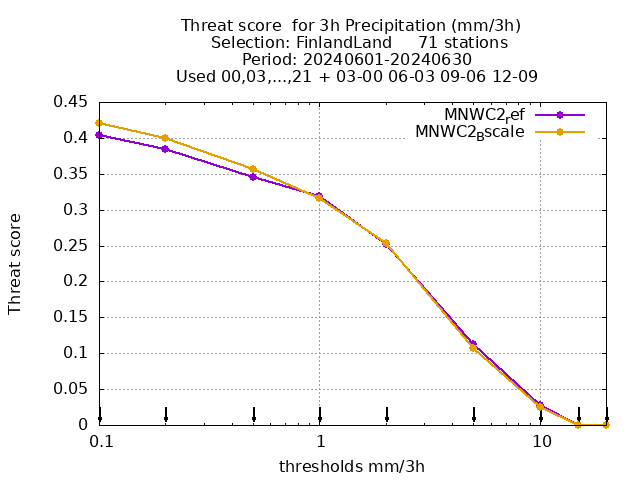 Threat score  for 3h Precipitation (mm/3h)
Selection: FinlandLand     71 stations
Period: 20240601-20240630
Used 00,03,...,21 + 03-00 06-03 09-06 12-09
MNWC2_ref
MNWC2_Bscale
0.45
0.4
0.35
0.3
0.25
0.2
0.15
0.1
0.05
0
Threat score
0.1 1 10
thresholds mm/3h